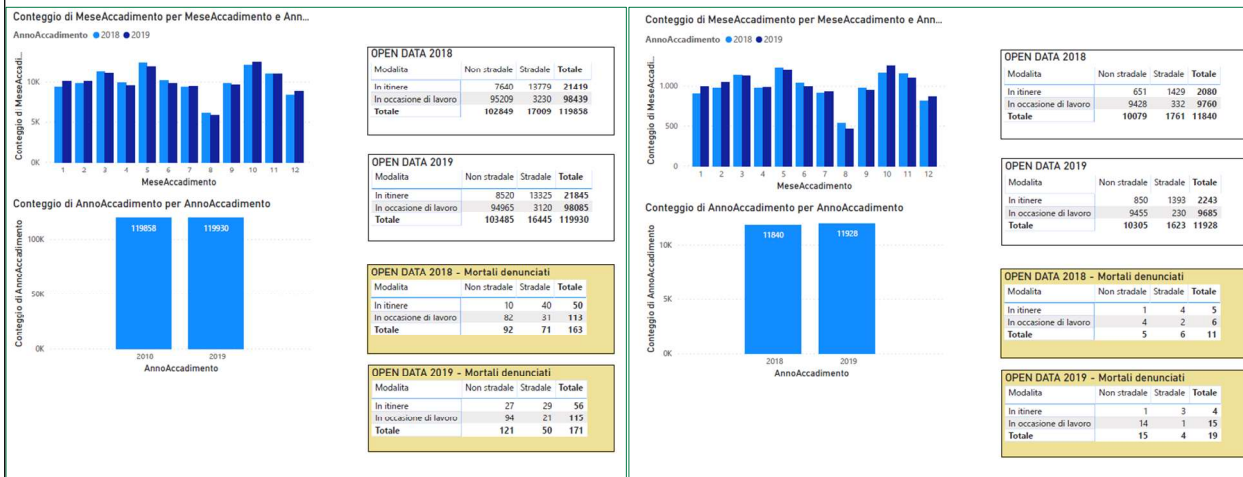 Conteggio di MeseAccadimento per MeseAccadimento e Ann...
AnnoAccadimento 2018 2019
Conteggio di MeseAccadi...
10K
5K
0K
1 2 3 4 5 6 7 8 9 10 11 12
MeseAccadimento
Conteggio di AnnoAccadimento per AnnoAccadimento
Conteggio di AnnoAccadimento
100K
50K
0K
119858 119930
2018 2019
AnnoAccadimento
OPEN DATA 2018
Modalita Non stradale Stradale Totale
In itinere 7640 13779 21419
In occasione di lavoro 95209 3230 98439
Totale 102849 17009 119858
OPEN DATA 2019
Modalita Non stradale Stradale Totale
In itinere 8520 13325 21845
In occasione di lavoro 94965 3120 98085
Totale 103485 16445 119930
OPEN DATA 2018 - Mortali denunciati
Modalita Non stradale Stradale Totale
In itinere 10 40 50
In occasione di lavoro 82 31 113
Totale 92 71 163
OPEN DATA 2019 - Mortali denunciati
Modalita Non stradale Stradale Totale
In itinere 27 29 56
In occasione di lavoro 94 21 115
Totale 121 50 171
Conteggio di MeseAccadimento per MeseAccadimento e Ann...
AnnoAccadimento 2018 2019
Conteggio di MeseAccadi...
1000
500
0
1 2 3 4 5 6 7 8 9 10 11 12
MeseAccadimento
Conteggio di AnnoAccadimento per AnnoAccadimento
Conteggio di AnnoAccadimento
10K
5K
0K
11840 11928
2018 2019
AnnoAccadimento
OPEN DATA 2018
Modalita Non stradale Stradale Totale
In itinere 651 1429 2080
In occasione di lavoro 9428 332 9760
Totale 10079 1761 11840
OPEN DATA 2019
Modalita Non stradale Stradale Totale
In itinere 850 1393 2243
In occasione di lavoro 9455 230 9685
Totale 10305 1623 11928
OPEN DATA 2018 - Mortali denunciati
Modalita Non stradale Stradale Totale
In itinere 1 4 5
In occasione di lavoro 4 2 6
Totale 5 6 11
OPEN DATA 2019 - Mortali denunciati
Modalita Non stradale Stradale Totale
In itinere 1 3 4
In occasione di lavoro 14 1 15
Totale 15 4 19